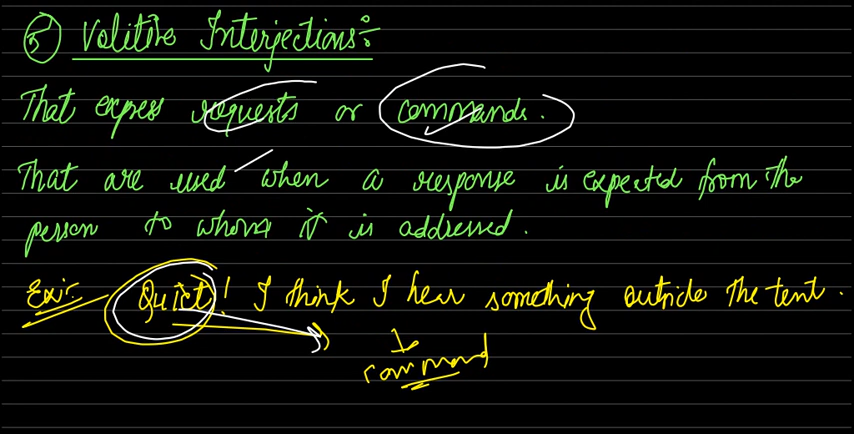 5 Volitive Interjections:-
That express requests or commands.
That are used when a response is expected from the
person to whom it is addressed.
Ex:- Quiet! I think I hear something outside the tent.
command